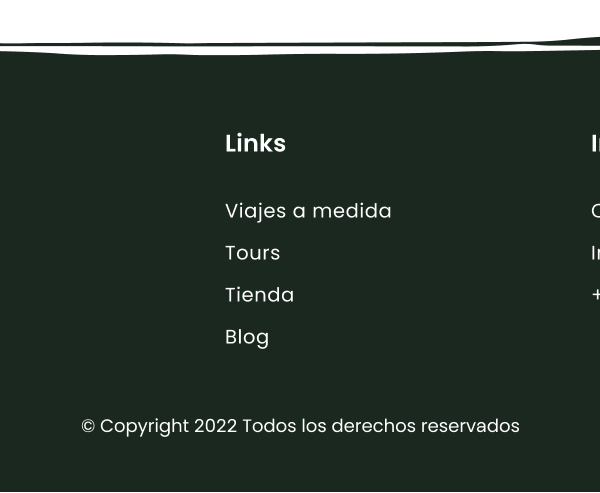 Links
Viajes a medida
Tours
Tienda
Blog
+
© Copyright 2022 Todos los derechos reservados